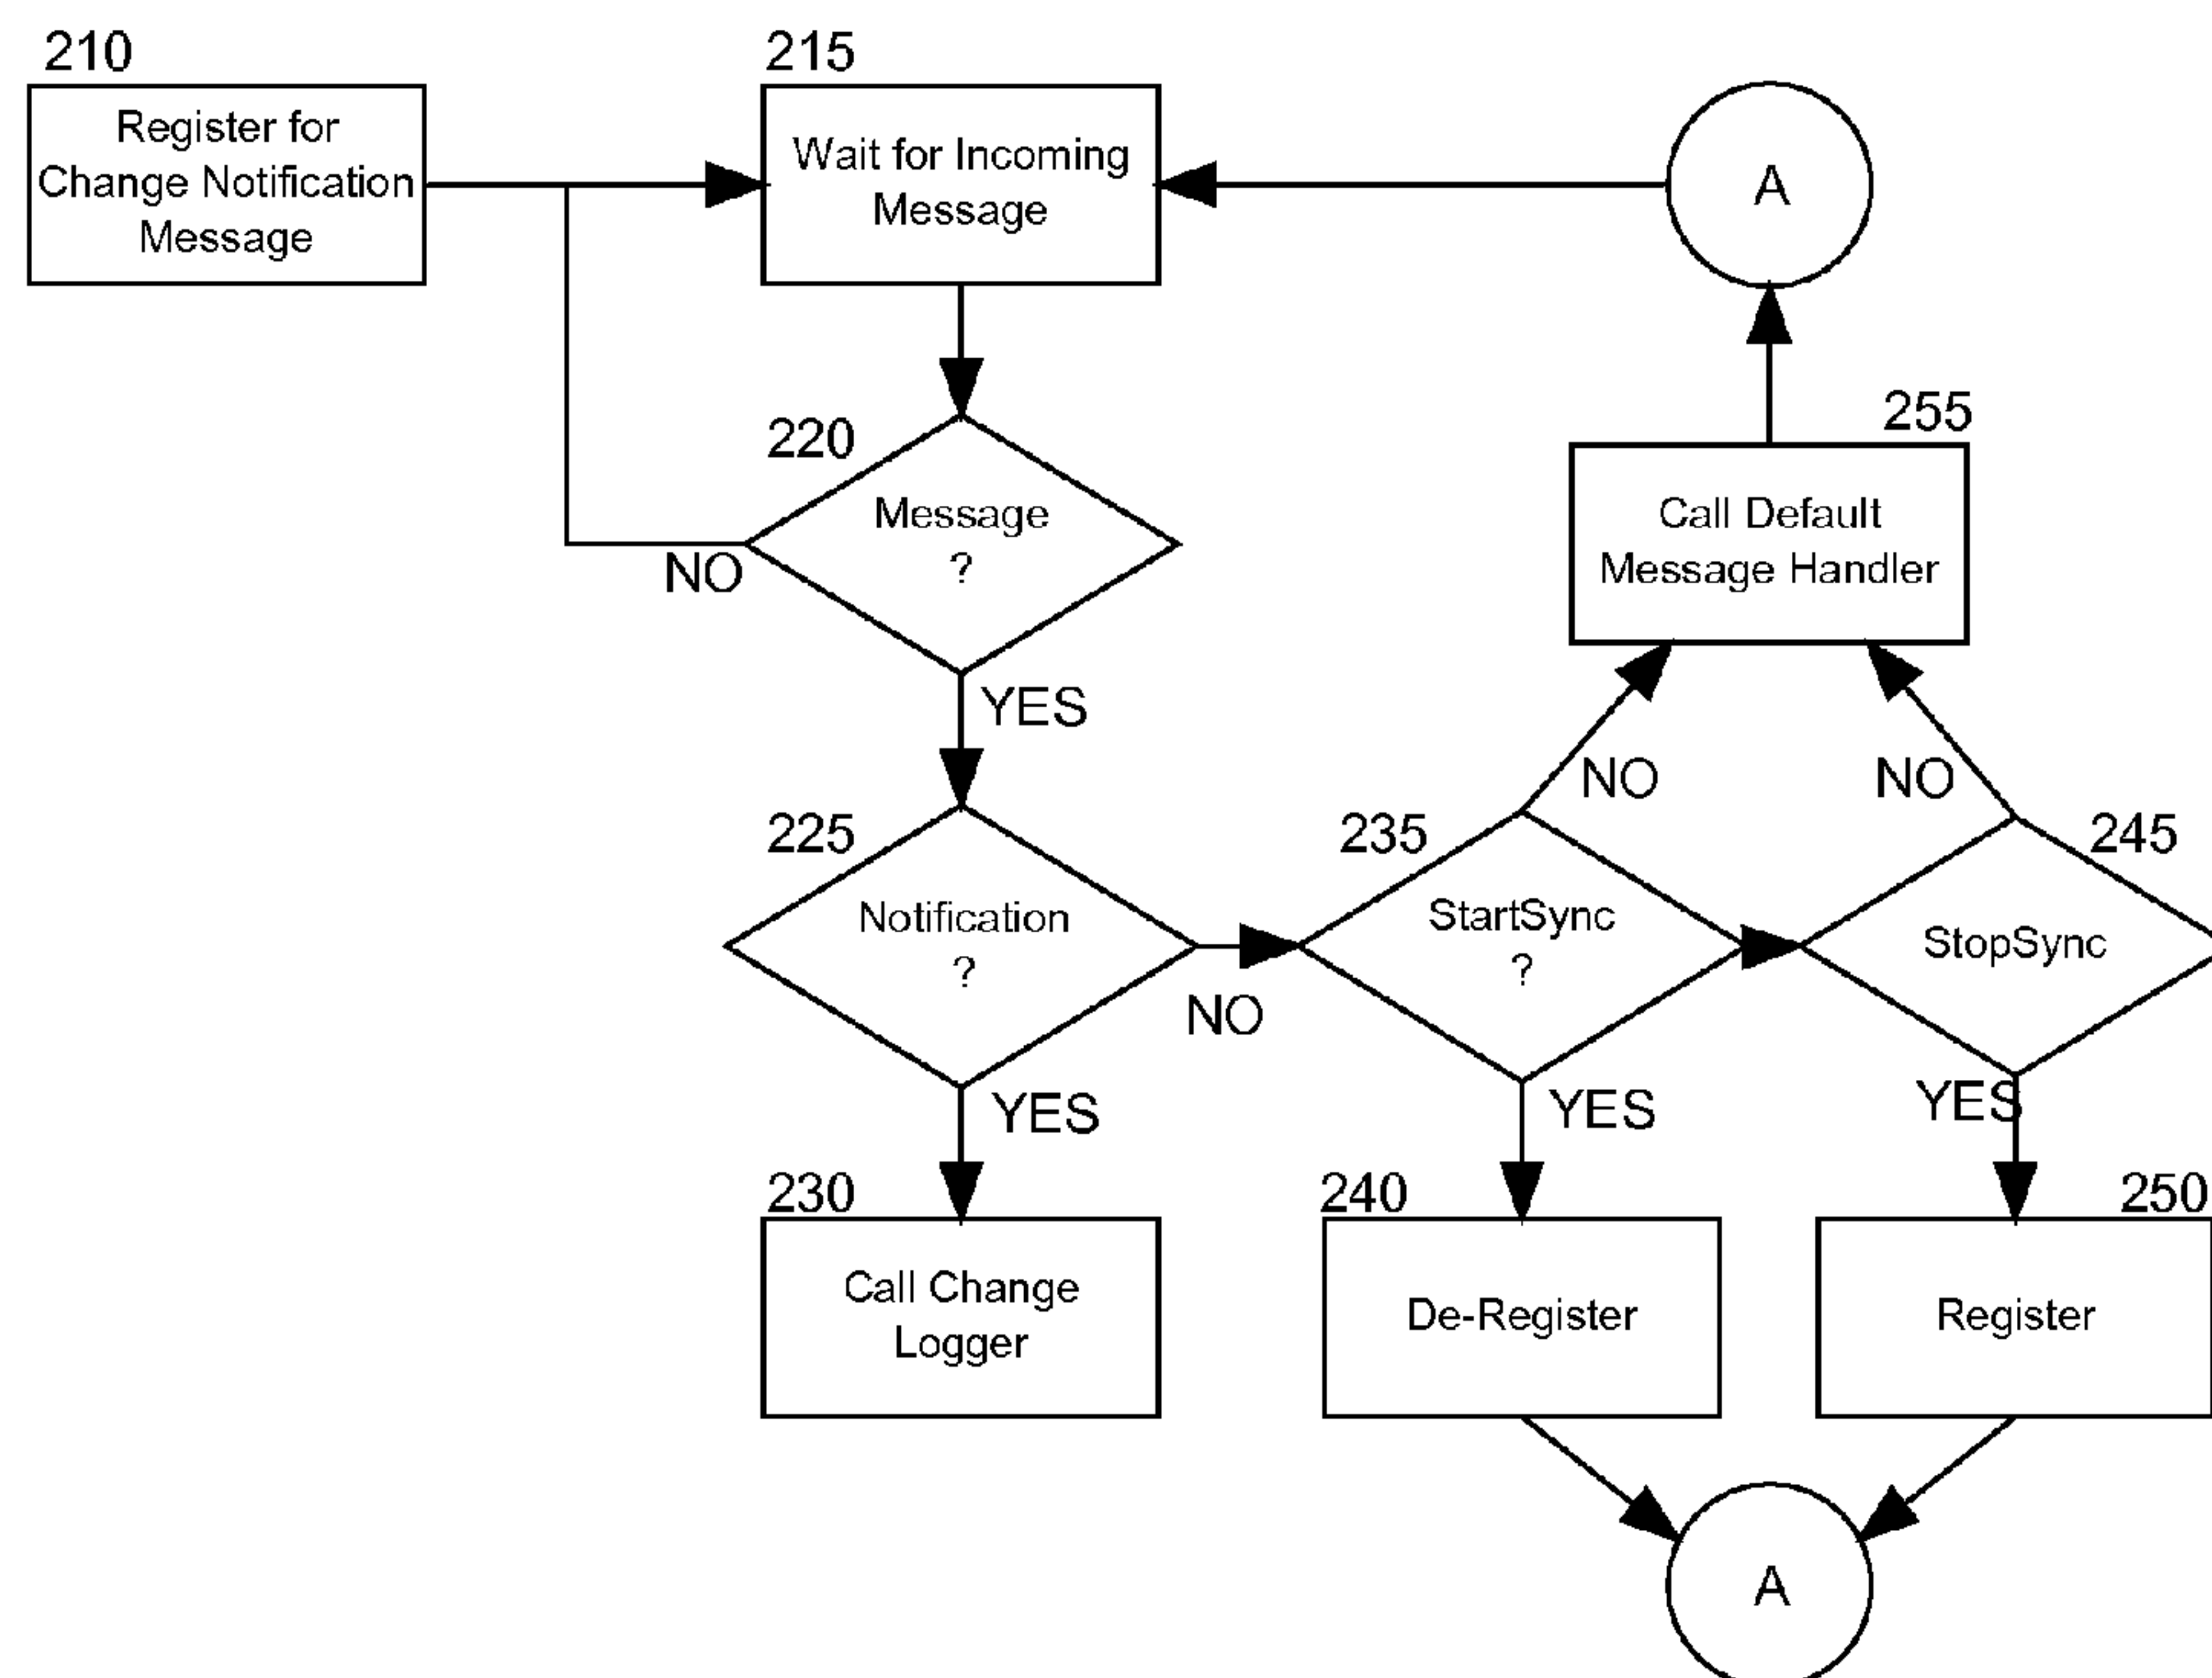 210
Register for
Change Notification
Message
215
Wait for Incoming
Message
A
220
Message
?
NO
YES
255
Call Default
Message Handler
NO
NO
225
Notification
?
NO
YES
235
StartSync
?
YES
245
StopSync
YES
230
Call Change
Logger
240
De-Register
250
Register
A